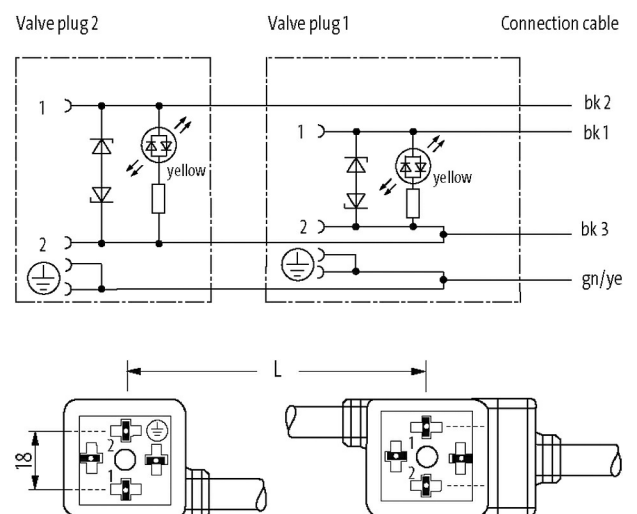 Valve plug 2 Valve plug 1 Connection cable
1 bk 2
1 bk 1
yellow yellow
2 bk 3
2
gn/ye
L
18
2 1
1 2